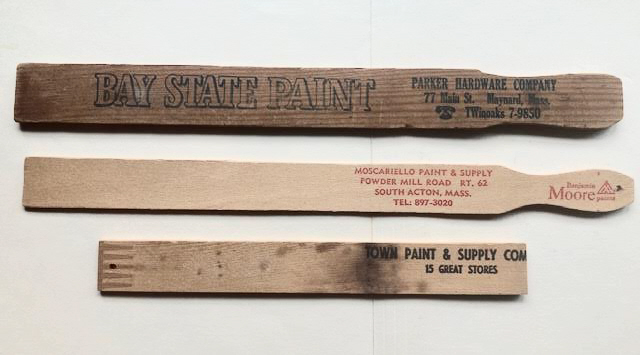 BAY STATE PAINT
PARKER HARDWARE COMPANY
77 Main St. Maynard, Mass.
TWinoaks 7-9850
MOSCARIELLO PAINT & SUPPLY
POWDER MILL ROAD RT. 62
SOUTH ACTON, MASS.
TEL: 897-3020
Benjamin
Moore paints
TOWN PAINT & SUPPLY COM
15 GREAT STORES